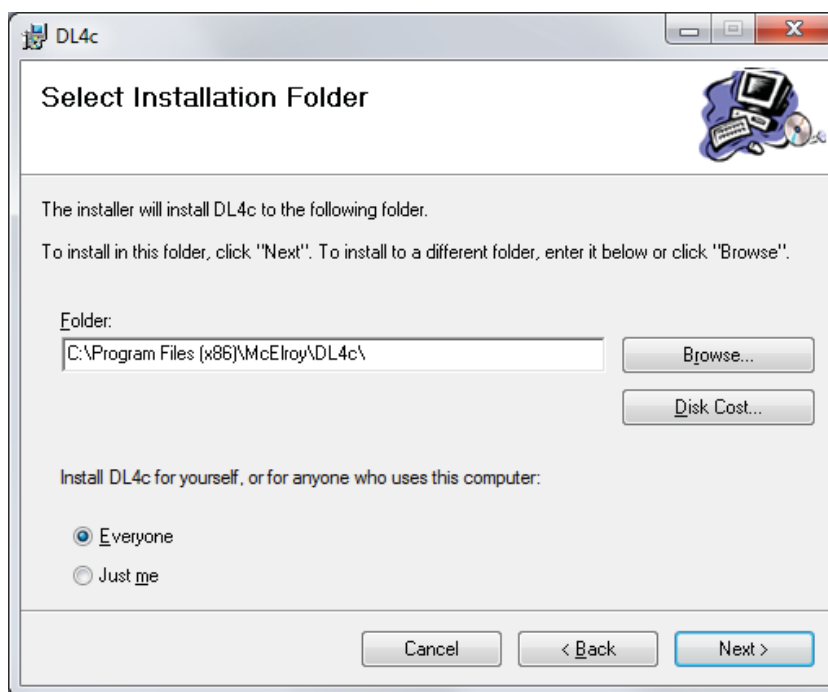 DL4c
Select Installation Folder
The installer will install DL4c to the following folder.
To install in this folder, click "Next". To install to a different folder, enter it below or click "Browse".
Folder:
C:\Program Files (x86)\McElroy\DL4c\
Browse...
Disk Cost...
Install DL4c for yourself, or for anyone who uses this computer:
Everyone
Just me
Cancel
< Back
Next >